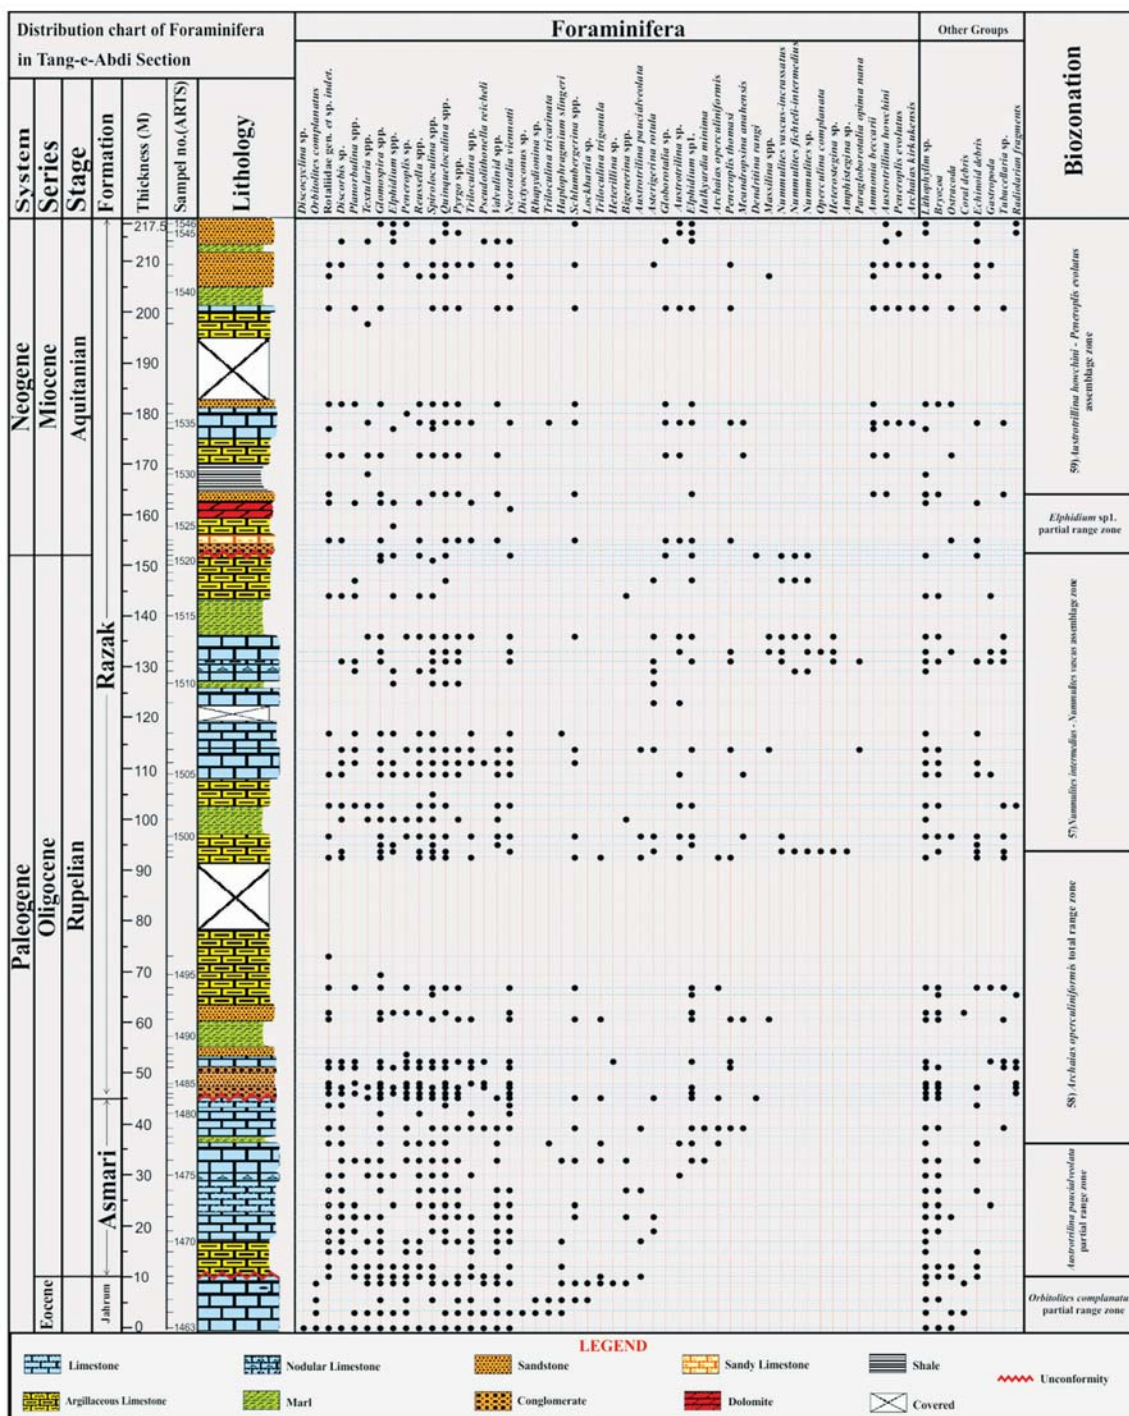 Distribution chart of Foraminifera
in Tang-e-Abdi Section
Foraminifera
Other Groups
Biozonation
System
Series
Stage
Formation
Thickness (M)
Sampel no.(ARTS)
Lithology
Discocyclina sp.
Orbitolites complanatus
Rotaliidae gen. et sp. indet.
Discorbis sp.
Textularia spp.
Planorbulina spp.
Glomospira spp.
Elphidium spp.
Peneroplis sp.
Reussella spp.
Spiroloculina spp.
Quinqueloculina spp.
Pyrgo spp.
Triloculina spp.
Pseudolithonella reicheli
Valvulinid spp.
Neorotalia viennotti
Dictyoconus sp.
Rhapydionina sp.
Triloculina tricarinata
Haplophragmium slingeri
Schlumbergerina spp.
Lockhartia sp.
Triloculina trigonula
Heterillina sp.
Bigenerina spp.
Austrotrilina paucialveolata
Asterigerina rotula
Globorotalia sp.
Austrotrilina sp.
Elphidium sp1.
Halkyardia minima
Archaias operculiniformis
Peneroplis thomasi
Meandropsina anahensis
Dendritina rangi
Massilina spp.
Nummulites vascus-incrassatus
Nummulites fichteli-intermedius
Nummulites sp.
Operculina complanata
Heterostegina sp.
Amphistegina sp.
Paragloborotalia opima nana
Ammonia beccarii
Austrotrillina howchini
Peneroplis evolutus
Archaias kirkukensis
Lithophylim sp.
Bryozoa
Ostracoda
Coral debris
Echinoid debris
Gastropoda
Tubucellaria sp.
Radiolarian fragments
Neogene
Paleogene
Miocene
Oligocene
Eocene
Aquitanian
Rupelian
Razak
Asmari
Jahrum
217.5
210
200
190
180
170
160
150
140
130
120
110
100
90
80
70
60
50
40
30
20
10
0
1546
1545
1540
1535
1530
1525
1520
1515
1510
1505
1500
1495
1490
1485
1480
1475
1470
1463
59)Austrotrillina howchini - Peneroplis evolutus
assemblage zone
Elphidium sp1.
partial range zone
57)Nummulites intermedius - Nummulites vascus assemblage zone
58) Archaias operculiniformis total range zone
Austrotrilina paucialveolata
partial range zone
Orbitolites complanatus
partial range zone
LEGEND
Limestone
Nodular Limestone
Sandstone
Sandy Limestone
Shale
Unconformity
Argillaceous Limestone
Marl
Conglomerate
Dolomite
Covered